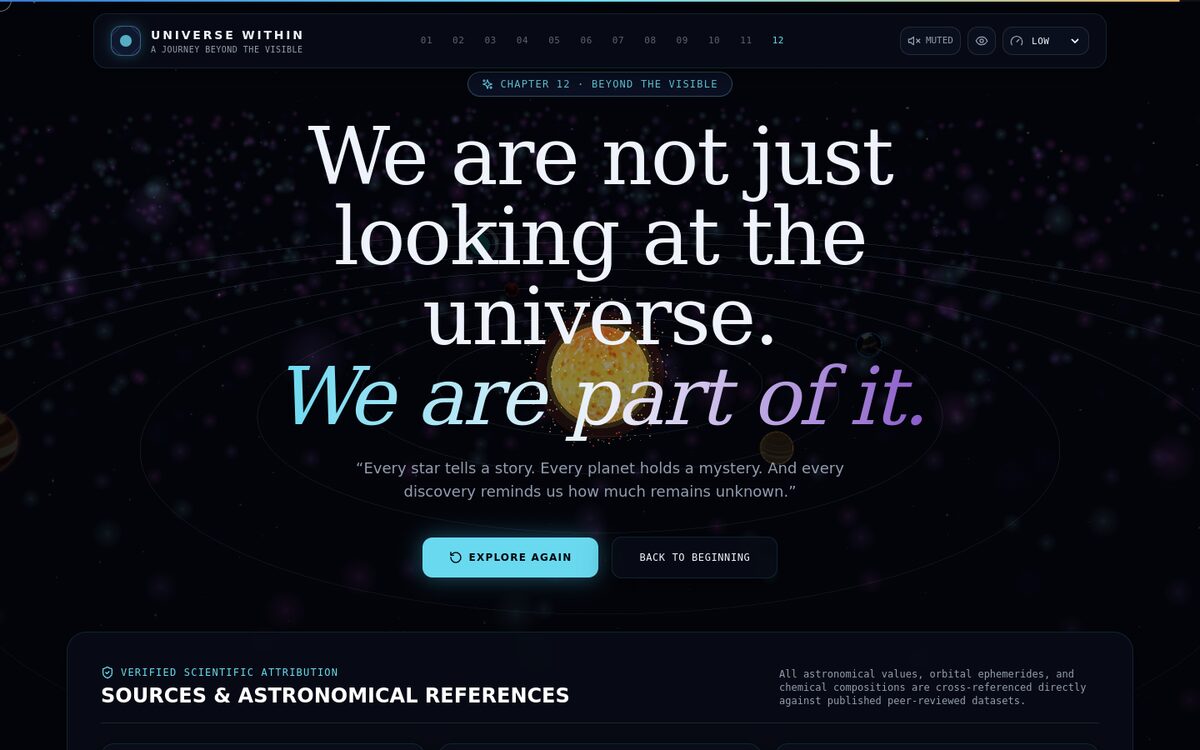 UNIVERSE WITHIN
A JOURNEY BEYOND THE VISIBLE
01 02 03 04 05 06 07 08 09 10 11 12
MUTED
LOW
CHAPTER 12 · BEYOND THE VISIBLE
We are not just
looking at the
universe.
We are part of it.
“Every star tells a story. Every planet holds a mystery. And every
discovery reminds us how much remains unknown.”
EXPLORE AGAIN
BACK TO BEGINNING
VERIFIED SCIENTIFIC ATTRIBUTION
SOURCES & ASTRONOMICAL REFERENCES
All astronomical values, orbital ephemerides, and
chemical compositions are cross-referenced directly
against published peer-reviewed datasets.